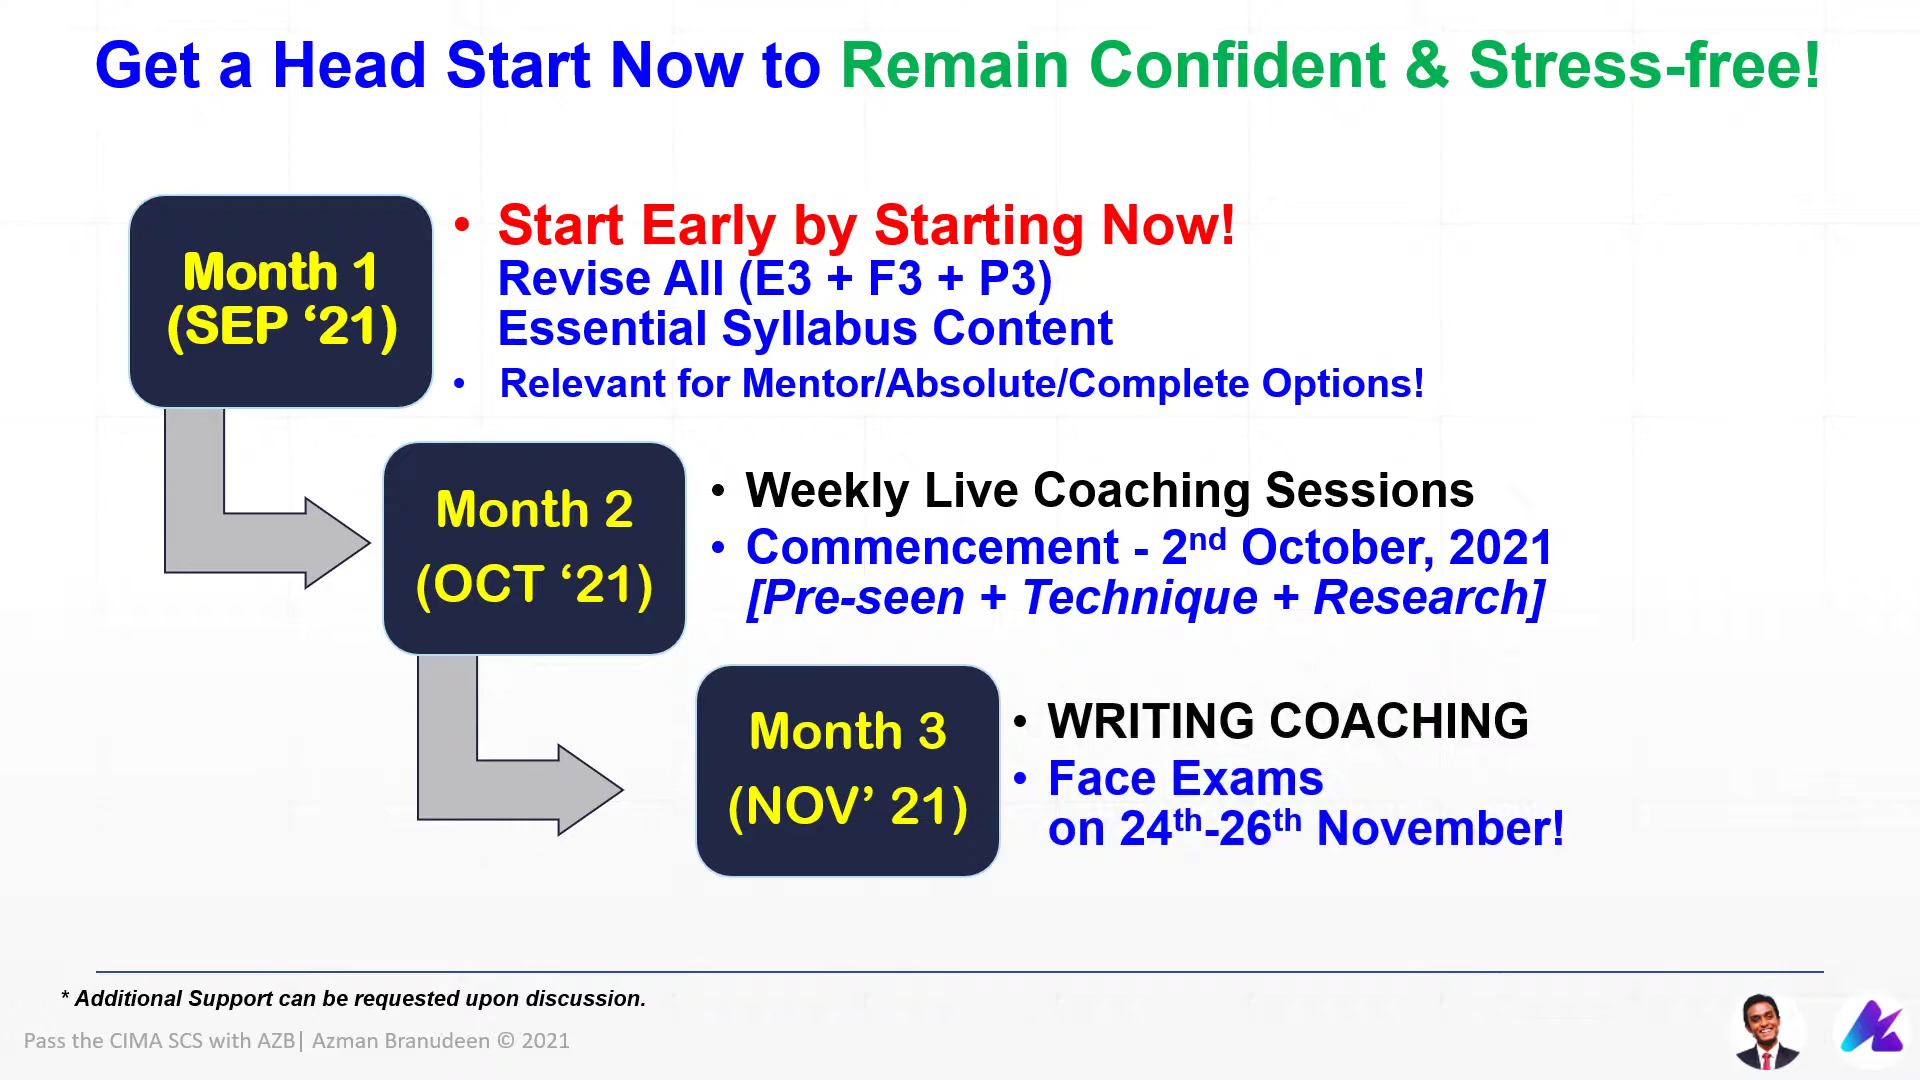 Get a Head Start Now to Remain Confident & Stress-free!
Month 1
(SEP ‘21)
• Start Early by Starting Now!
Revise All (E3 + F3 + P3)
Essential Syllabus Content
• Relevant for Mentor/Absolute/Complete Options!
Month 2
(OCT ‘21)
• Weekly Live Coaching Sessions
• Commencement - 2nd October, 2021
[Pre-seen + Technique + Research]
Month 3
(NOV’ 21)
• WRITING COACHING
• Face Exams
on 24th-26th November!
* Additional Support can be requested upon discussion.
Pass the CIMA SCS with AZB| Azman Branudeen © 2021